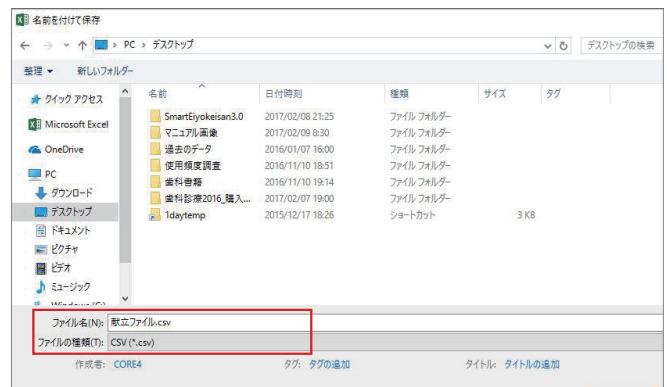 名前を付けて保存
PC › デスクトップ
デスクトップの検索
整理 ▼ 新しいフォルダー
名前 日付時刻 種類 サイズ タグ
クイック アクセス
Microsoft Excel
OneDrive
PC
ダウンロード
デスクトップ
ドキュメント
ピクチャ
ビデオ
ミュージック
SmartEiyokeisan3.0 2017/02/08 21:25 ファイル フォルダー
マニュアル画像 2017/02/09 8:30 ファイル フォルダー
過去のデータ 2016/01/07 16:00 ファイル フォルダー
使用頻度調査 2016/11/10 18:51 ファイル フォルダー
歯科書籍 2016/11/10 19:14 ファイル フォルダー
歯科診療2016_購入... 2017/02/07 19:00 ファイル フォルダー
1daytemp 2015/12/17 18:26 ショートカット 3 KB
ファイル名(N): 献立ファイル.csv
ファイルの種類(T): CSV (*.csv)
作成者: CORE4 タグ: タグの追加 タイトル: タイトルの追加